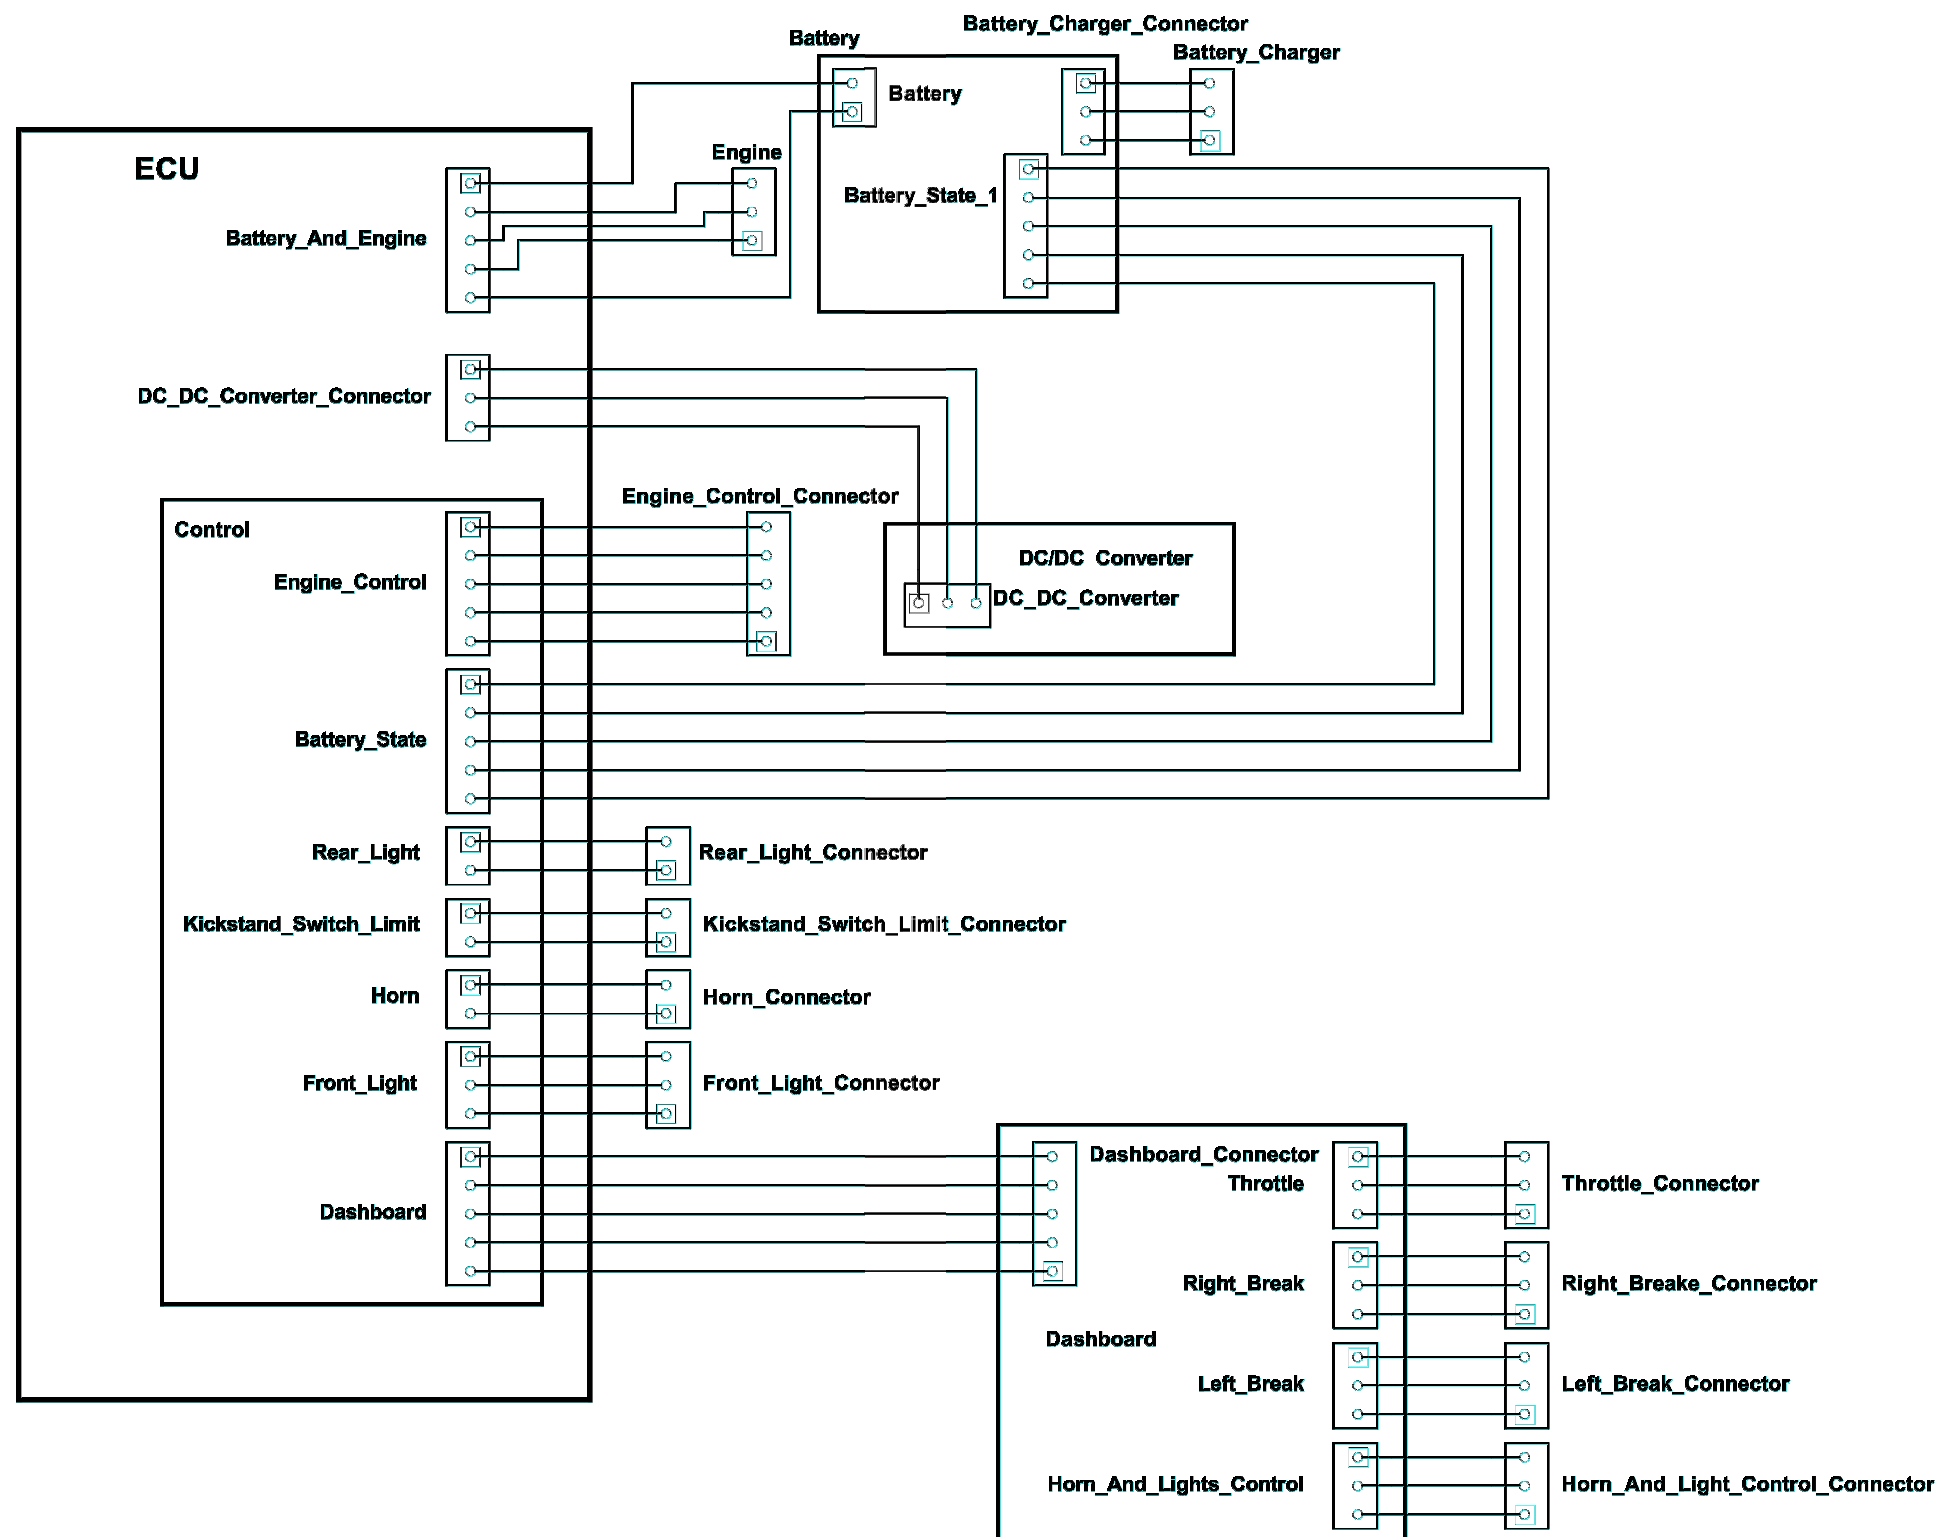 Battery_Charger_Connector
Battery
Battery_Charger
Battery
Engine
ECU
Battery_State_1
Battery_And_Engine
DC_DC_Converter_Connector
Engine_Control_Connector
Control
DC/DC Converter
Engine_Control
DC_DC_Converter
Battery_State
Rear_Light
Rear_Light_Connector
Kickstand_Switch_Limit
Kickstand_Switch_Limit_Connector
Horn
Horn_Connector
Front_Light
Front_Light_Connector
Dashboard_Connector
Throttle
Throttle_Connector
Dashboard
Right_Break
Right_Breake_Connector
Dashboard
Left_Break
Left_Break_Connector
Horn_And_Lights_Control
Horn_And_Light_Control_Connector